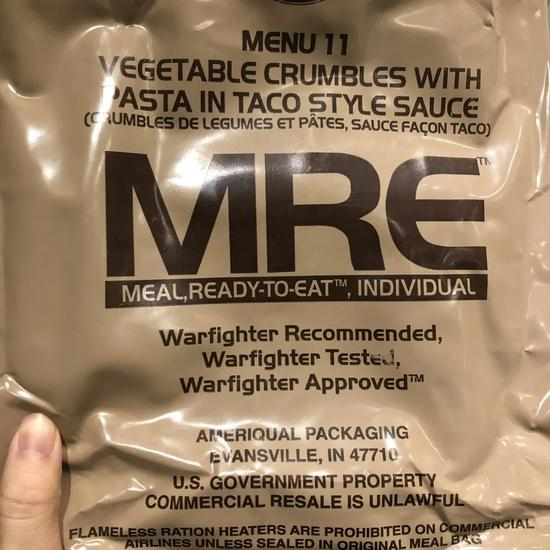 MENU 11
VEGETABLE CRUMBLES WITH
PASTA IN TACO STYLE SAUCE
(CRUMBLES DE LEGUMES ET PÂTES, SAUCE FAÇON TACO)
MRE™
MEAL,READY-TO-EAT™, INDIVIDUAL
Warfighter Recommended,
Warfighter Tested,
Warfighter Approved™
AMERIQUAL PACKAGING
EVANSVILLE, IN 47710
U.S. GOVERNMENT PROPERTY
COMMERCIAL RESALE IS UNLAWFUL
FLAMELESS RATION HEATERS ARE PROHIBITED ON COMMERCIAL
AIRLINES UNLESS SEALED IN ORIGINAL MEAL BAG